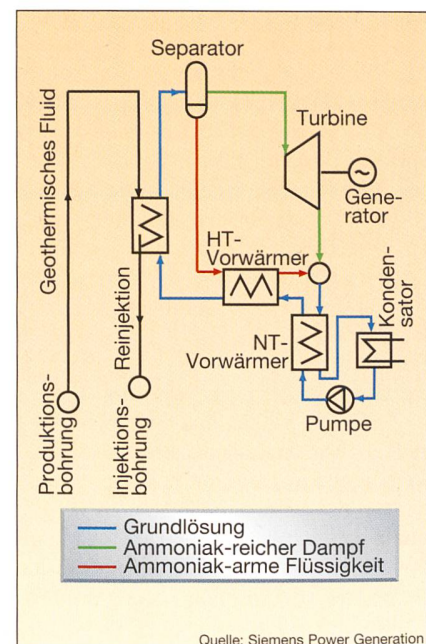 Separator
Geothermisches Fluid
Turbine
Gene-
rator
HT-
Vorwärmer
Konden-
sator
Reinjektion
NT-
Vorwärmer
Pumpe
Produktions-
bohrung
Injektions-
bohrung
Grundlösung
Ammoniak-reicher Dampf
Ammoniak-arme Flüssigkeit
Quelle: Siemens Power Generation